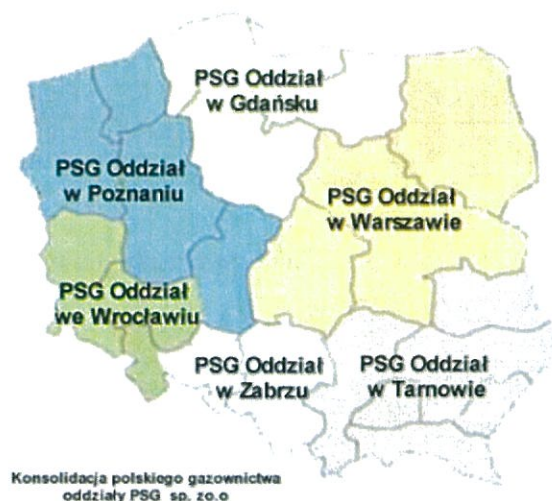 PSG Oddział
w Gdańsku
PSG Oddział
w Poznaniu
PSG Oddział
w Warszawie
PSG Oddział
we Wrocławiu
PSG Oddział
w Zabrzu
PSG Oddział
w Tarnowie
Konsolidacja polskiego gazownictwa
oddziały PSG sp. zo.o